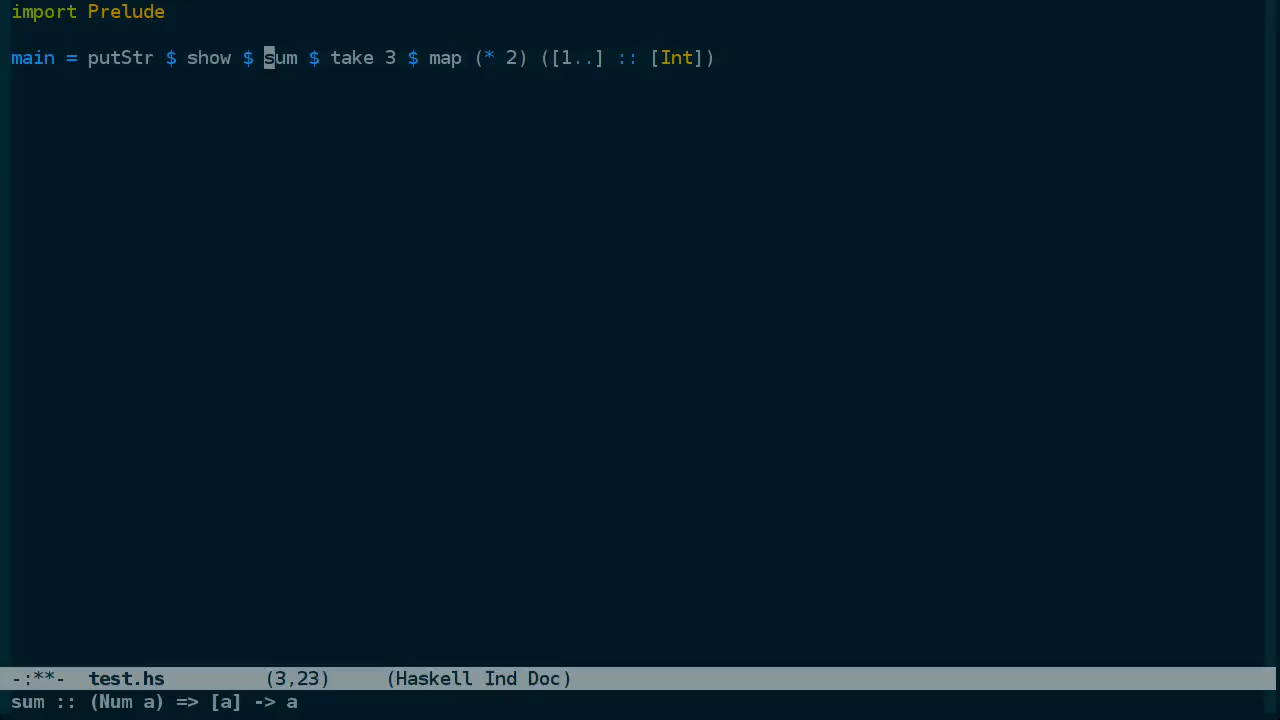 import Prelude
main = putStr $ show $ sum $ take 3 $ map (* 2) ([1..] :: [Int])
-:**-  test.hs         (3,23)     (Haskell Ind Doc)
sum :: (Num a) => [a] -> a